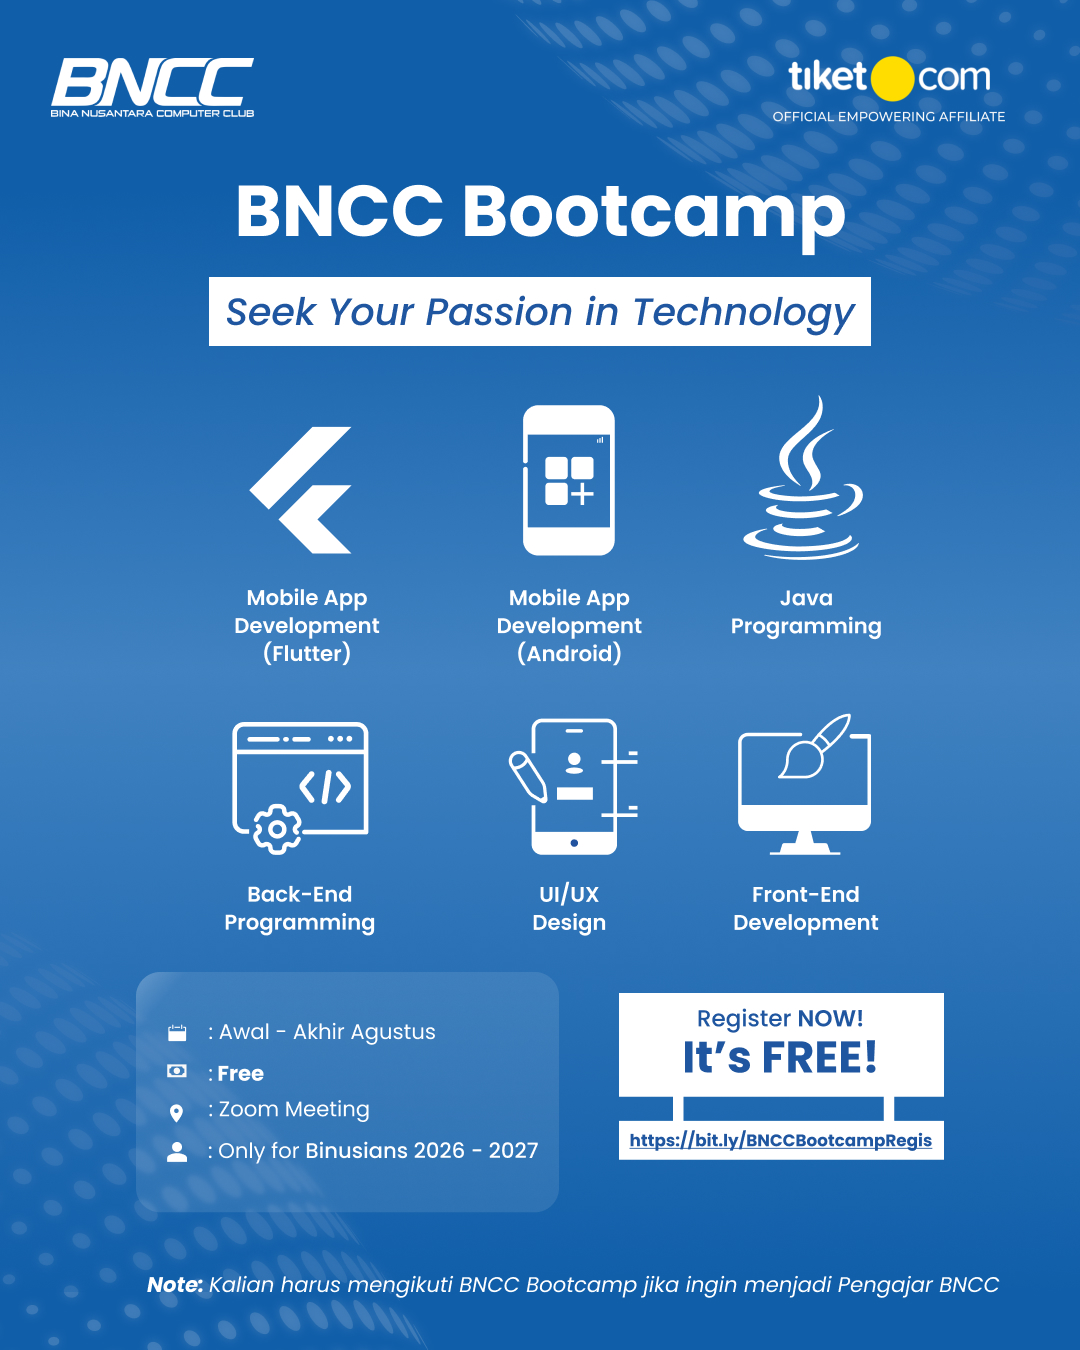 BNCC
BINA NUSANTARA COMPUTER CLUB
tiket com
OFFICIAL EMPOWERING AFFILIATE
BNCC Bootcamp
Seek Your Passion in Technology
Mobile App
Development
(Flutter)
Mobile App
Development
(Android)
Java
Programming
Back-End
Programming
UI/UX
Design
Front-End
Development
: Awal - Akhir Agustus
: Free
: Zoom Meeting
: Only for Binusians 2026 - 2027
Register NOW!
It's FREE!
https://bit.ly/BNCCBootcampRegis
Note: Kalian harus mengikuti BNCC Bootcamp jika ingin menjadi Pengajar BNCC